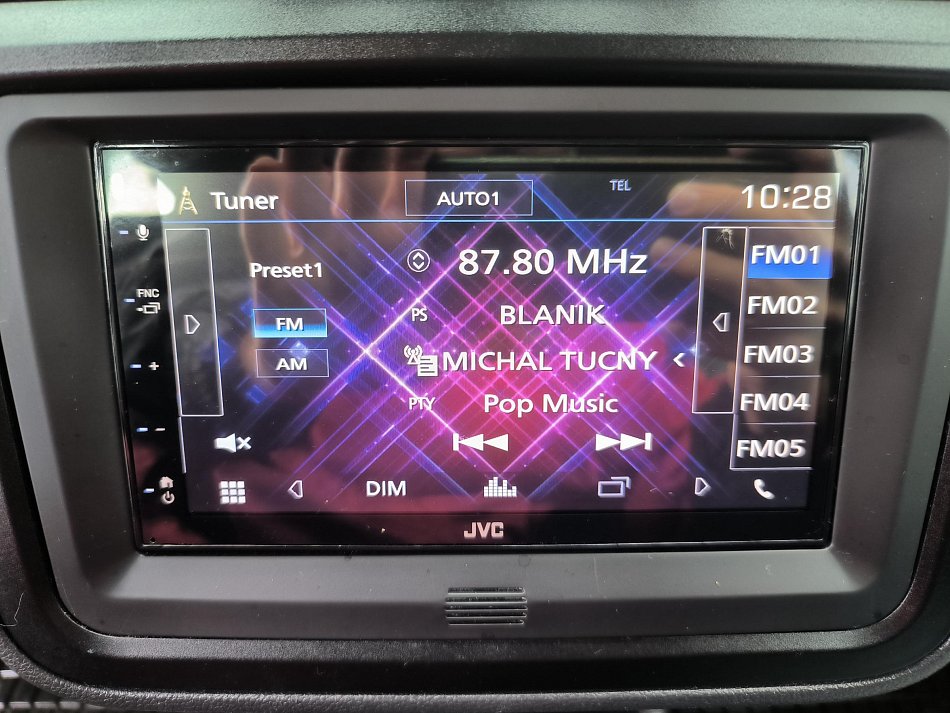 Tuner
AUTO1
TEL
10:28
FNC
Preset1
87.80 MHz
FM
AM
PS
BLANIK
MICHAL TUCNY
PTY
Pop Music
FM01
FM02
FM03
FM04
FM05
DIM
JVC